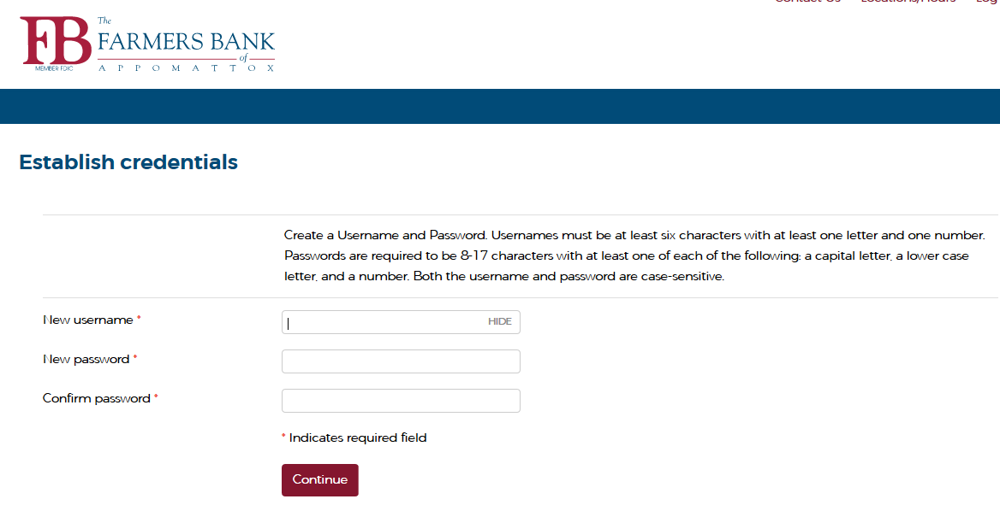 Contact Us Locations/Hours Log
The
FB FARMERS BANK
of
MEMBER FDIC APPOMATTOX
Establish credentials
Create a Username and Password. Usernames must be at least six characters with at least one letter and one number.
Passwords are required to be 8-17 characters with at least one of each of the following: a capital letter, a lower case
letter, and a number. Both the username and password are case-sensitive.
New username *
HIDE
New password *
Confirm password *
* Indicates required field
Continue